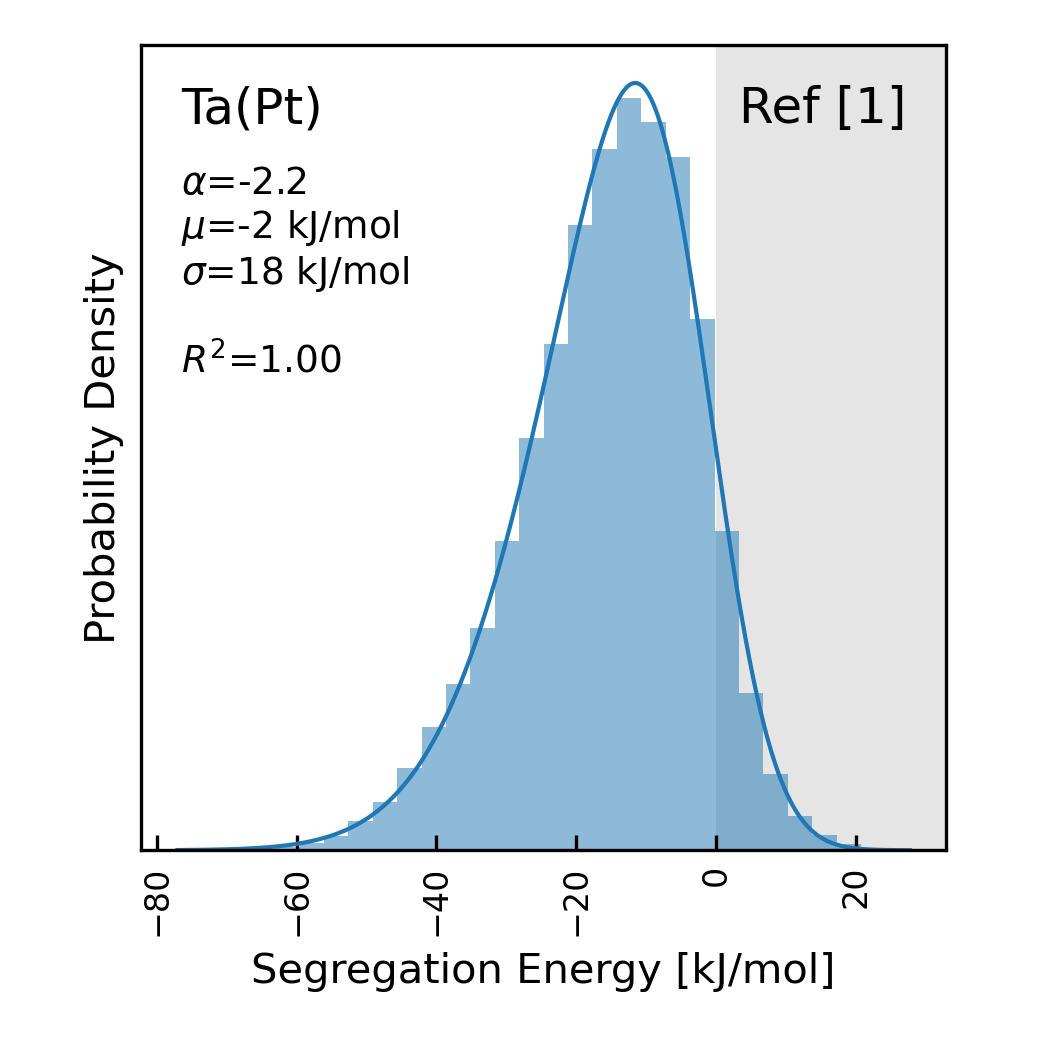 Ta(Pt)
Ref [1]
α=-2.2
μ=-2 kJ/mol
σ=18 kJ/mol
R²=1.00
Probability Density
−80 −60 −40 −20 0 20
Segregation Energy [kJ/mol]